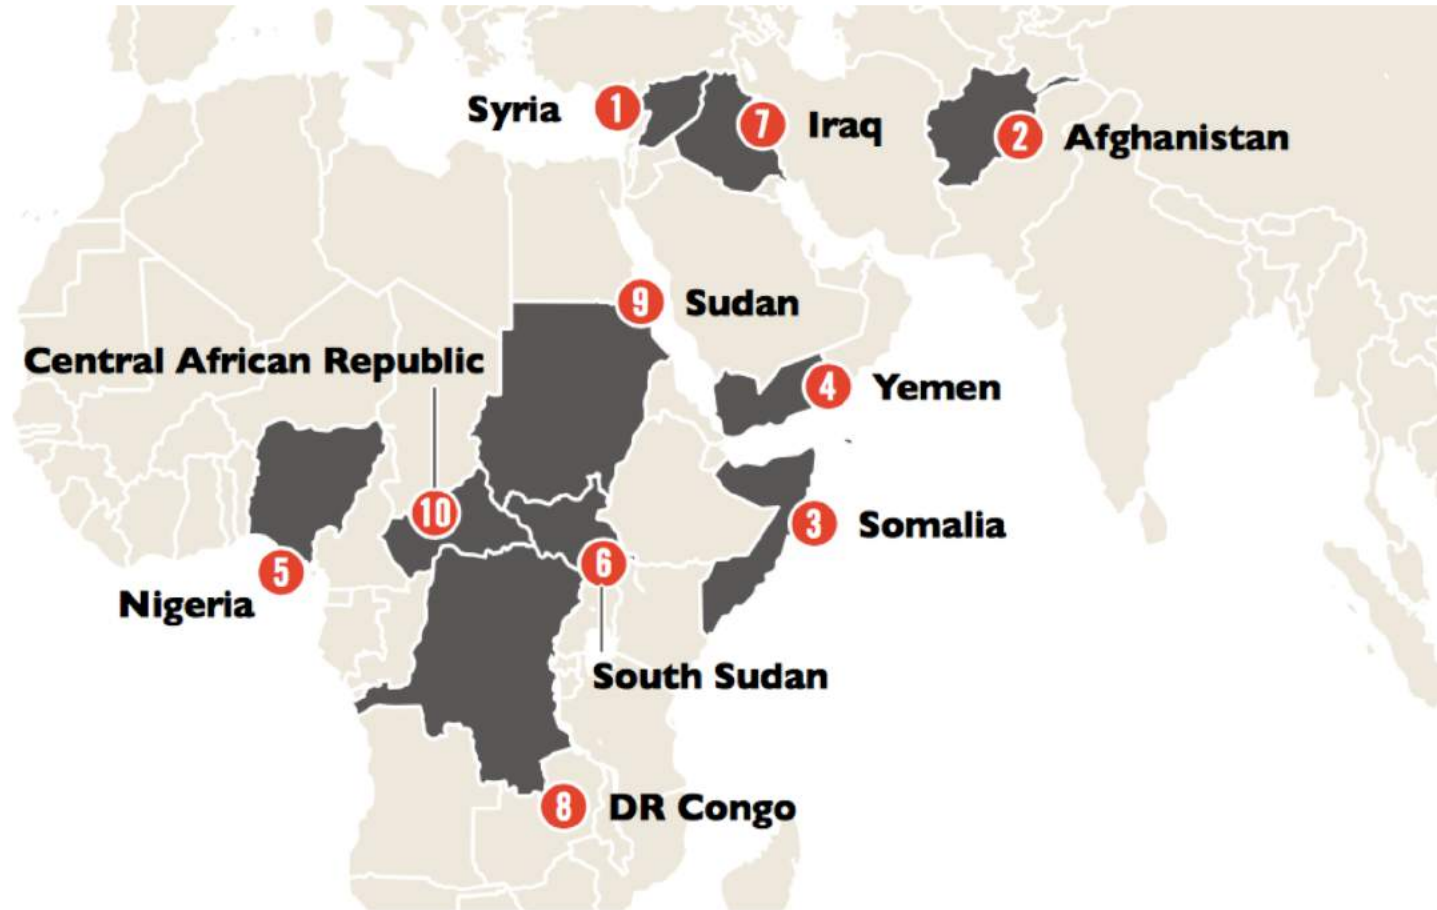 Syria 1
7 Iraq
2 Afghanistan
9 Sudan
Central African Republic
4 Yemen
10
3 Somalia
5
6
Nigeria
South Sudan
8 DR Congo